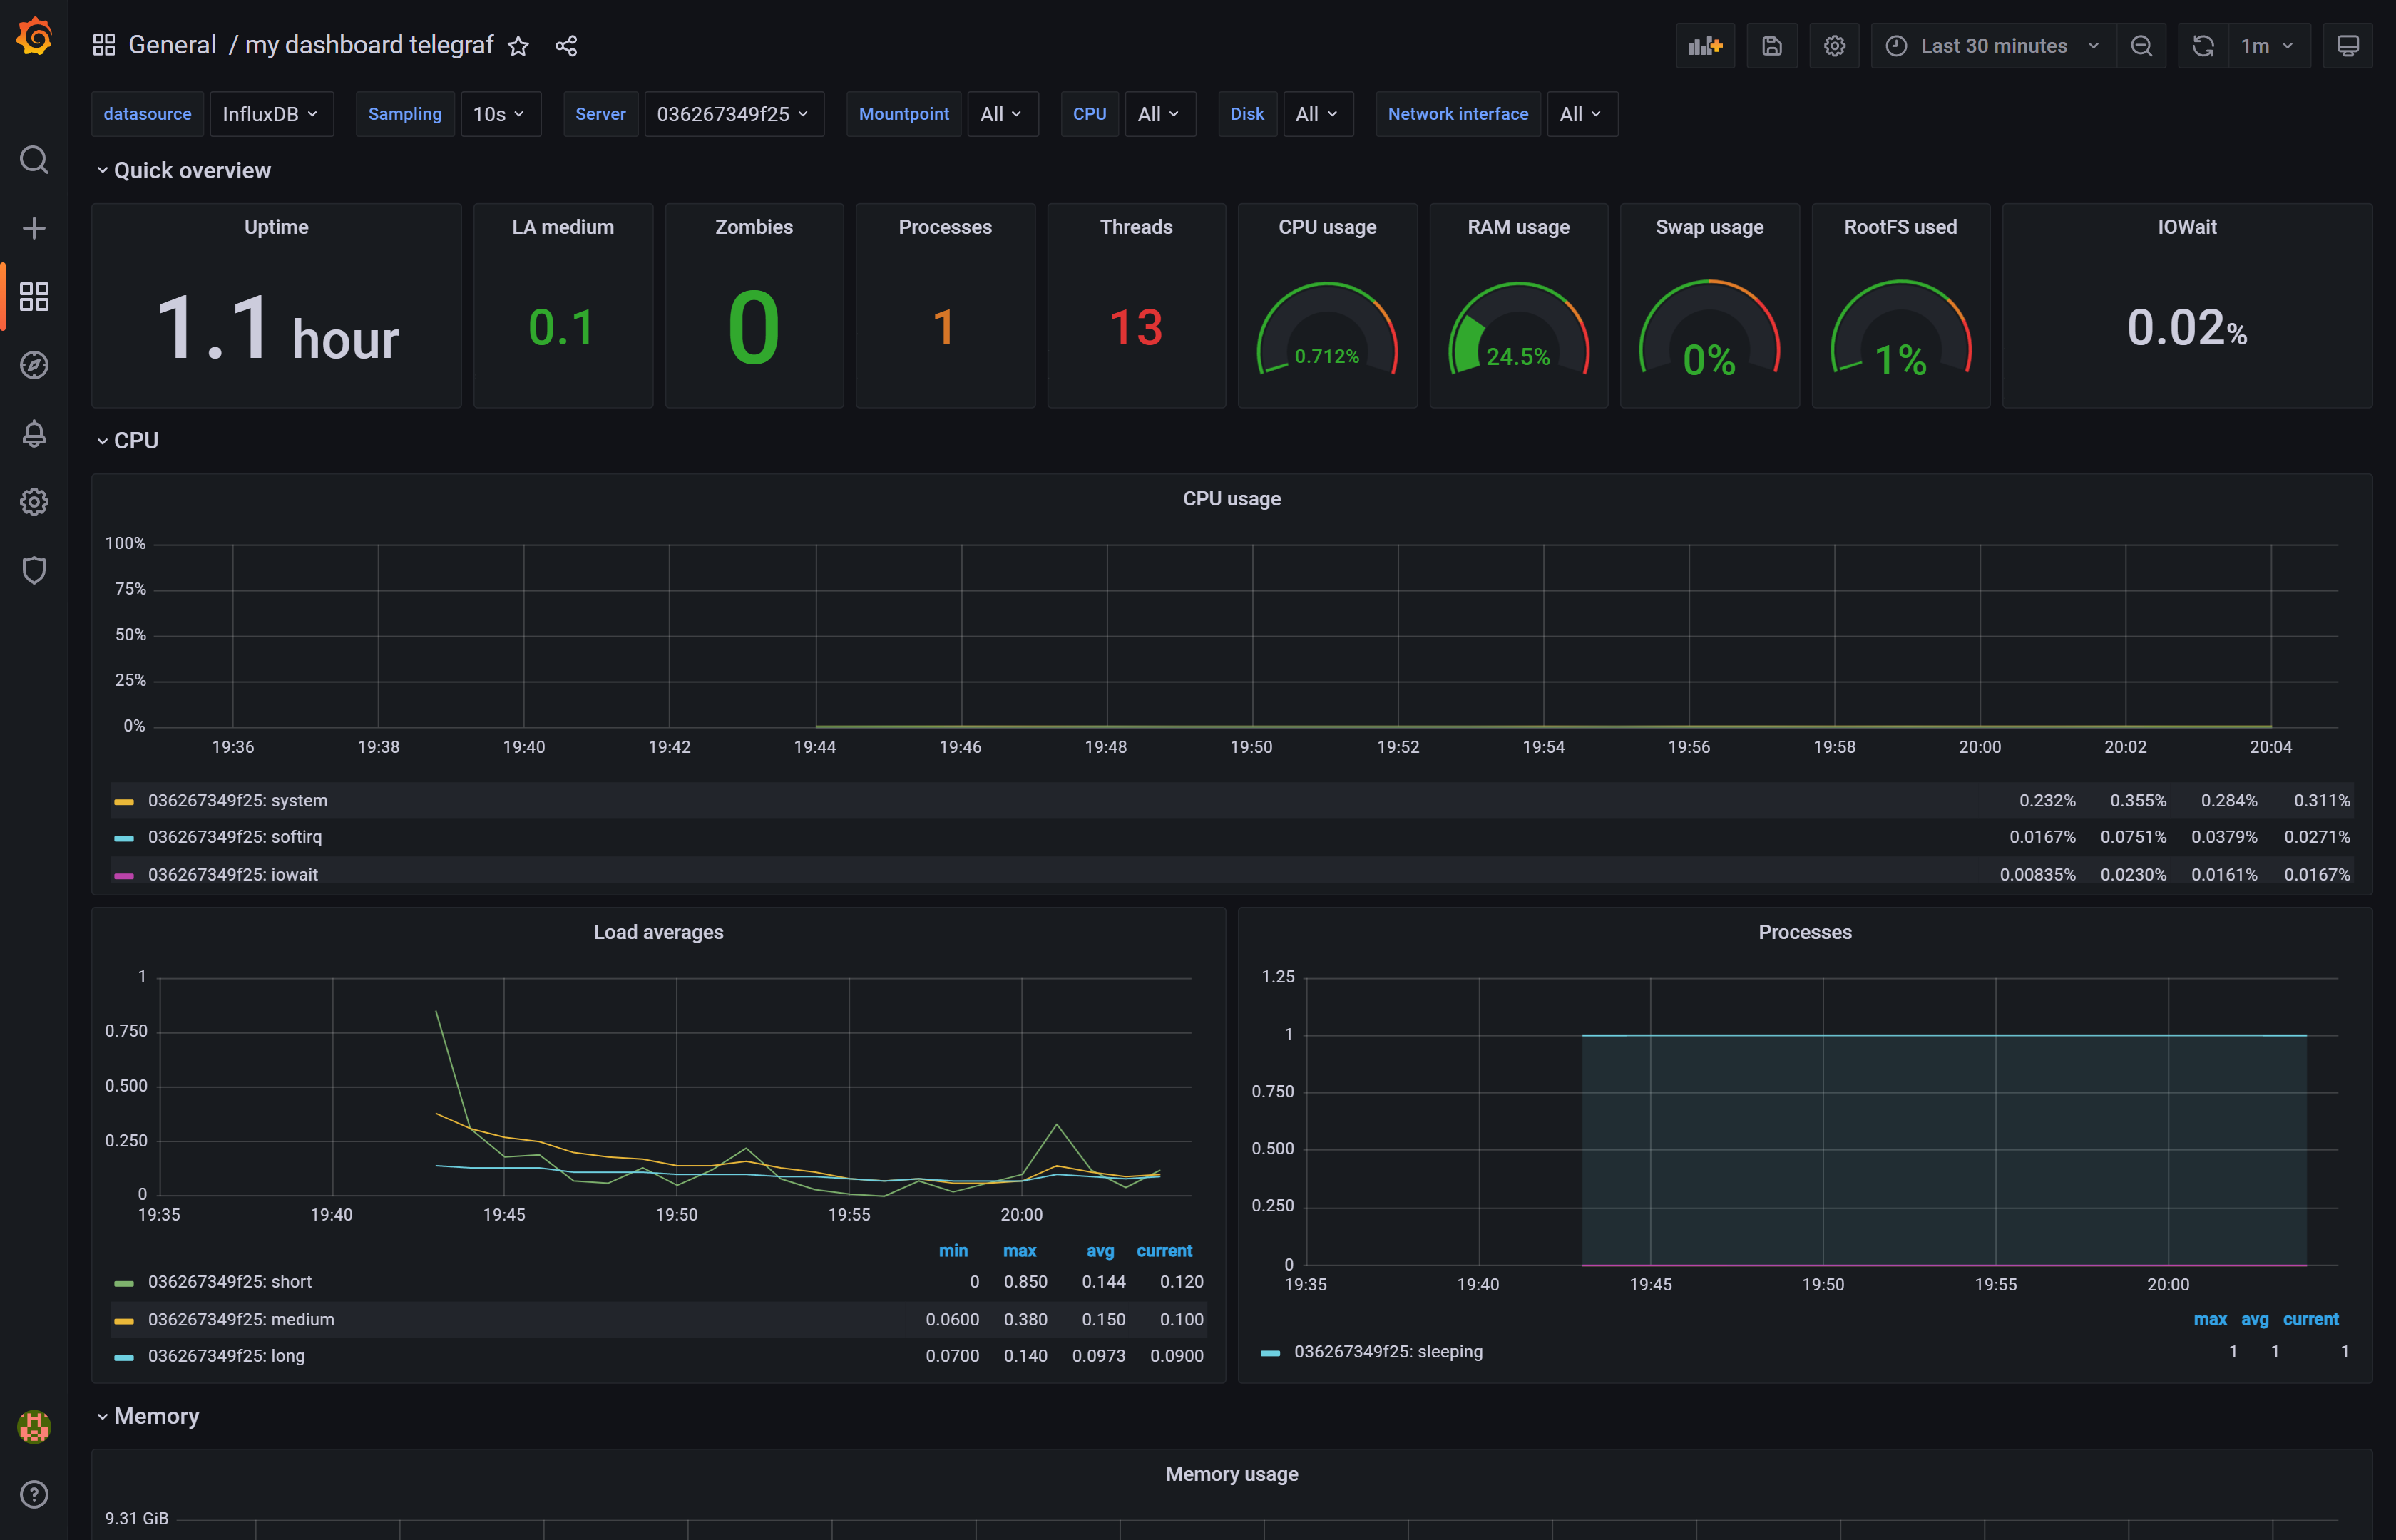 General / my dashboard telegraf
Last 30 minutes
1m
datasource InfluxDB Sampling 10s Server 036267349f25 Mountpoint All CPU All Disk All Network interface All
Quick overview
Uptime
1.1 hour
LA medium
0.1
Zombies
0
Processes
1
Threads
13
CPU usage
0.712%
RAM usage
24.5%
Swap usage
0%
RootFS used
1%
IOWait
0.02%
CPU
CPU usage
100%
75%
50%
25%
0%
19:36 19:38 19:40 19:42 19:44 19:46 19:48 19:50 19:52 19:54 19:56 19:58 20:00 20:02 20:04
036267349f25: system 0.232% 0.355% 0.284% 0.311%
036267349f25: softirq 0.0167% 0.0751% 0.0379% 0.0271%
036267349f25: iowait 0.00835% 0.0230% 0.0161% 0.0167%
Load averages
1
0.750
0.500
0.250
0
19:35 19:40 19:45 19:50 19:55 20:00
min max avg current
036267349f25: short 0 0.850 0.144 0.120
036267349f25: medium 0.0600 0.380 0.150 0.100
036267349f25: long 0.0700 0.140 0.0973 0.0900
Processes
1.25
1
0.750
0.500
0.250
0
19:35 19:40 19:45 19:50 19:55 20:00
max avg current
036267349f25: sleeping 1 1 1
Memory
Memory usage
9.31 GiB